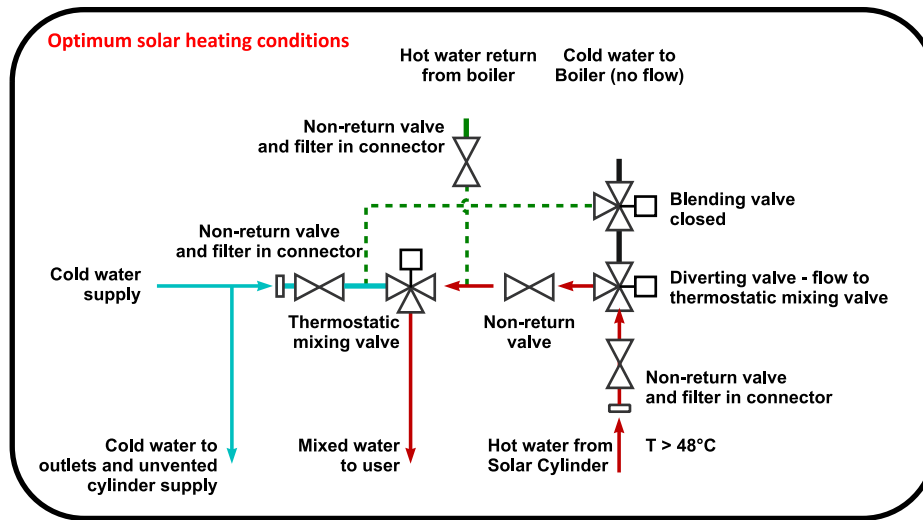 Optimum solar heating conditions
Hot water return
from boiler
Cold water to
Boiler (no flow)
Non-return valve
and filter in connector
Blending valve
closed
Non-return valve
and filter in connector
Cold water
supply
Diverting valve - flow to
thermostatic mixing valve
Thermostatic
mixing valve
Non-return
valve
Non-return valve
and filter in connector
Cold water to
outlets and unvented
cylinder supply
Mixed water
to user
Hot water from
Solar Cylinder
T > 48°C